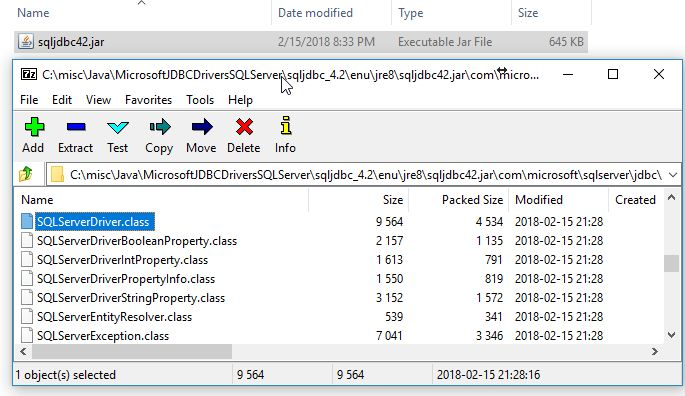 Name Date modified Type Size
sqljdbc42.jar 2/15/2018 8:33 PM Executable Jar File 645 KB
7z C:\misc\Java\MicrosoftJDBCDriversSQLServer\sqljdbc_4.2\enu\jre8\sqljdbc42.jar\com\micro...
File Edit View Favorites Tools Help
Add Extract Test Copy Move Delete Info
C:\misc\Java\MicrosoftJDBCDriversSQLServer\sqljdbc_4.2\enu\jre8\sqljdbc42.jar\com\microsoft\sqlserver\jdbc\
Name Size Packed Size Modified Created
SQLServerDriver.class 9 564 4 534 2018-02-15 21:28
SQLServerDriverBooleanProperty.class 2 157 1 135 2018-02-15 21:28
SQLServerDriverIntProperty.class 1 613 791 2018-02-15 21:28
SQLServerDriverPropertyInfo.class 1 550 819 2018-02-15 21:28
SQLServerDriverStringProperty.class 3 152 1 572 2018-02-15 21:28
SQLServerEntityResolver.class 539 341 2018-02-15 21:28
SQLServerException.class 7 041 3 346 2018-02-15 21:28
1 object(s) selected 9 564 9 564 2018-02-15 21:28:16